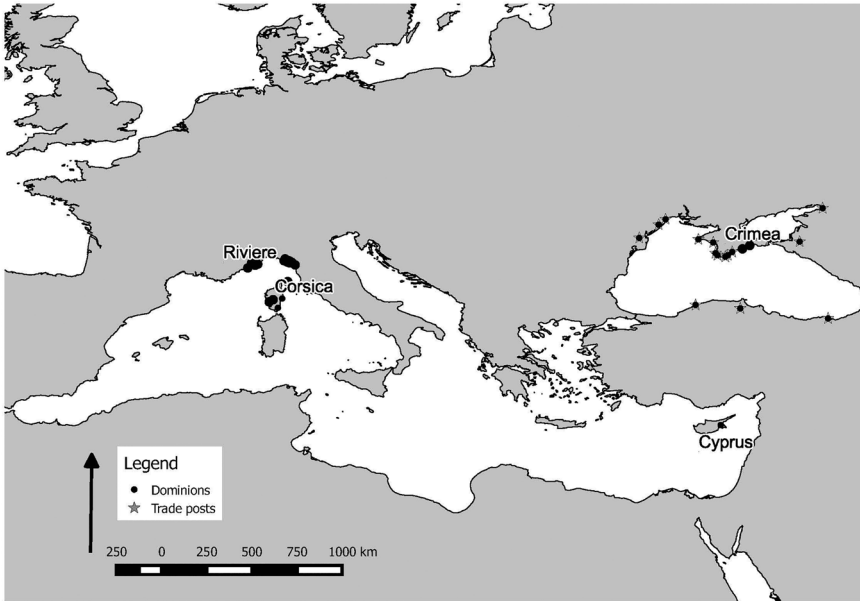 Riviere
Crimea
Corsica
Cyprus
Legend
Dominions
Trade posts
250 0 250 500 750 1000 km